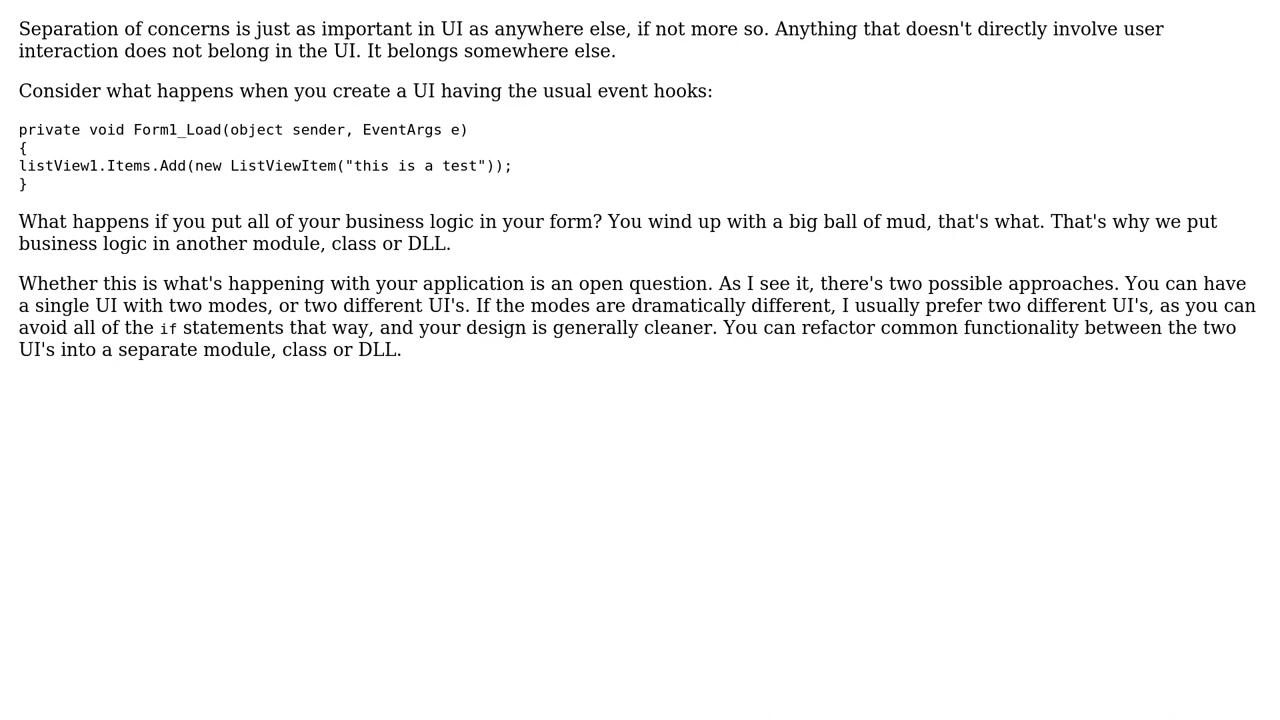 Separation of concerns is just as important in UI as anywhere else, if not more so. Anything that doesn't directly involve user
interaction does not belong in the UI. It belongs somewhere else.
Consider what happens when you create a UI having the usual event hooks:
private void Form1_Load(object sender, EventArgs e)
{
listView1.Items.Add(new ListViewItem("this is a test"));
}
What happens if you put all of your business logic in your form? You wind up with a big ball of mud, that's what. That's why we put
business logic in another module, class or DLL.
Whether this is what's happening with your application is an open question. As I see it, there's two possible approaches. You can have
a single UI with two modes, or two different UI's. If the modes are dramatically different, I usually prefer two different UI's, as you can
avoid all of the if statements that way, and your design is generally cleaner. You can refactor common functionality between the two
UI's into a separate module, class or DLL.